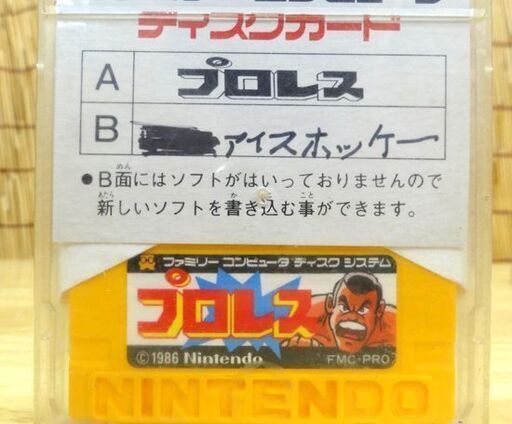 ディスクカード
A プロレス
B アイスホッケー
●B面にはソフトがはいっておりませんので
新しいソフトを書き込む事ができます。
ファミリー コンピュータ ディスク システム
プロレス
©1986 Nintendo
FMC-PRO
NINTENDO